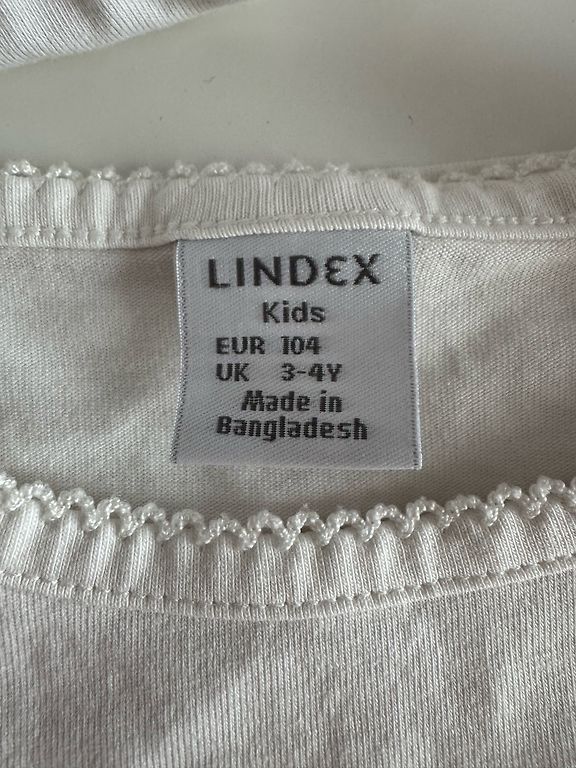 LINDEX
Kids
EUR 104
UK 3-4Y
Made in
Bangladesh